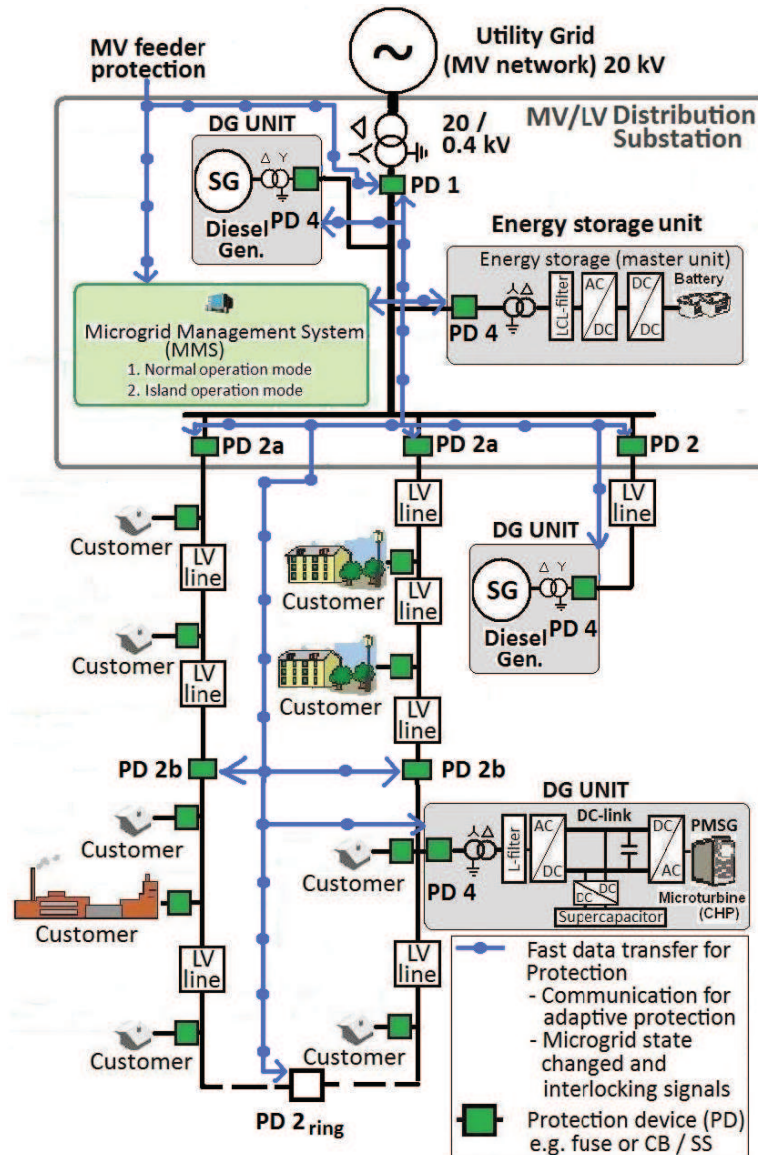 MV feeder
protection
Utility Grid
(MV network) 20 kV
~
20 /
0.4 kV
MV/LV Distribution
Substation
DG UNIT
SG
Δ Y
Diesel
Gen.
PD 4
PD 1
Energy storage unit
Energy storage (master unit)
PD 4
LCL-filter
AC
DC
DC
DC
Battery
Microgrid Management System
(MMS)
1. Normal operation mode
2. Island operation mode
PD 2a
PD 2a
PD 2
LV
line
LV
line
Customer
LV
line
Customer
LV
line
DG UNIT
SG
Δ Y
Diesel
Gen.
PD 4
Customer
LV
line
Customer
LV
line
PD 2b
PD 2b
DG UNIT
Customer
Customer
PD 4
L-filter
AC
DC
DC-link
DC
DC
Supercapacitor
DC
AC
PMSG
Microturbine
(CHP)
Customer
LV
line
LV
line
Customer
Customer
PD 2 ring
Fast data transfer for
Protection
- Communication for
adaptive protection
- Microgrid state
changed and
interlocking signals
Protection device (PD)
e.g. fuse or CB / SS